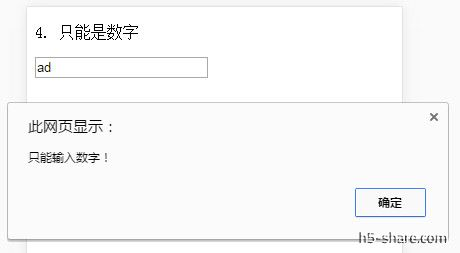 4. 只能是数字
ad
此网页显示：
只能输入数字！
确定
h5-share.com